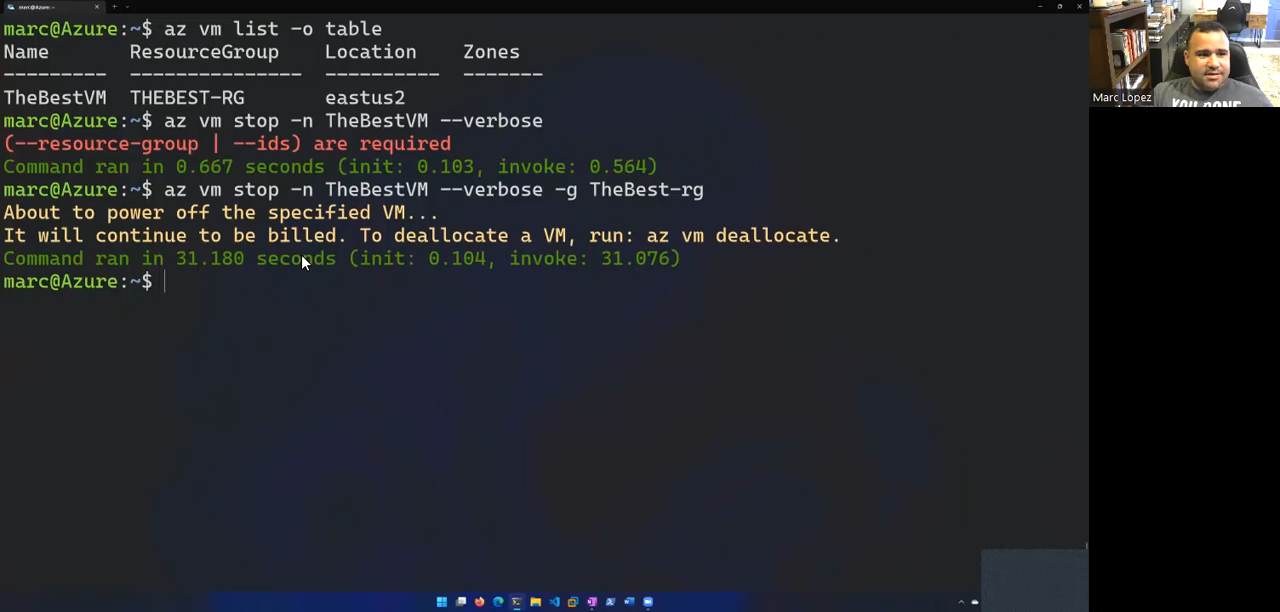 marc@Azure:~$ az vm list -o table
Name ResourceGroup Location Zones
--------- --------------- ---------- -------
TheBestVM THEBEST-RG eastus2
marc@Azure:~$ az vm stop -n TheBestVM --verbose
(--resource-group | --ids) are required
Command ran in 0.667 seconds (init: 0.103, invoke: 0.564)
marc@Azure:~$ az vm stop -n TheBestVM --verbose -g TheBest-rg
About to power off the specified VM...
It will continue to be billed. To deallocate a VM, run: az vm deallocate.
Command ran in 31.180 seconds (init: 0.104, invoke: 31.076)
marc@Azure:~$
Marc Lopez